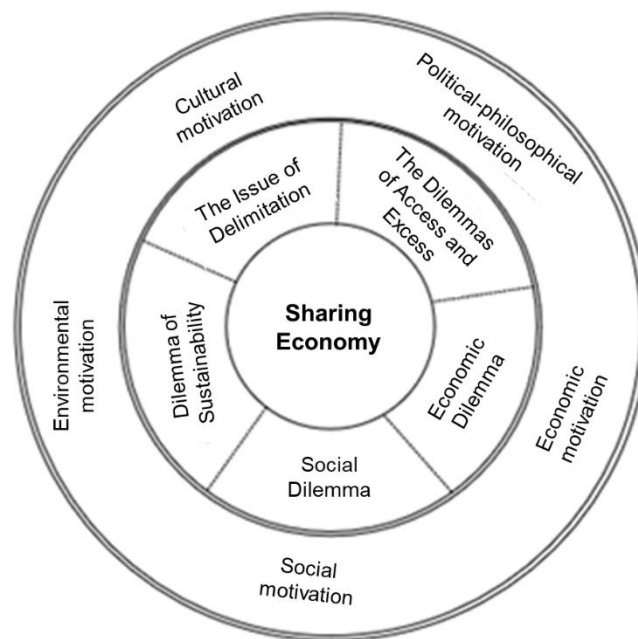 Cultural
motivation
Political-philosophical
motivation
The Issue of
Delimitation
The Dilemmas
of Access and
Excess
Environmental
motivation
Dilemma of
Sustainability
Sharing
Economy
Economic
Dilemma
Economic
motivation
Social
Dilemma
Social
motivation